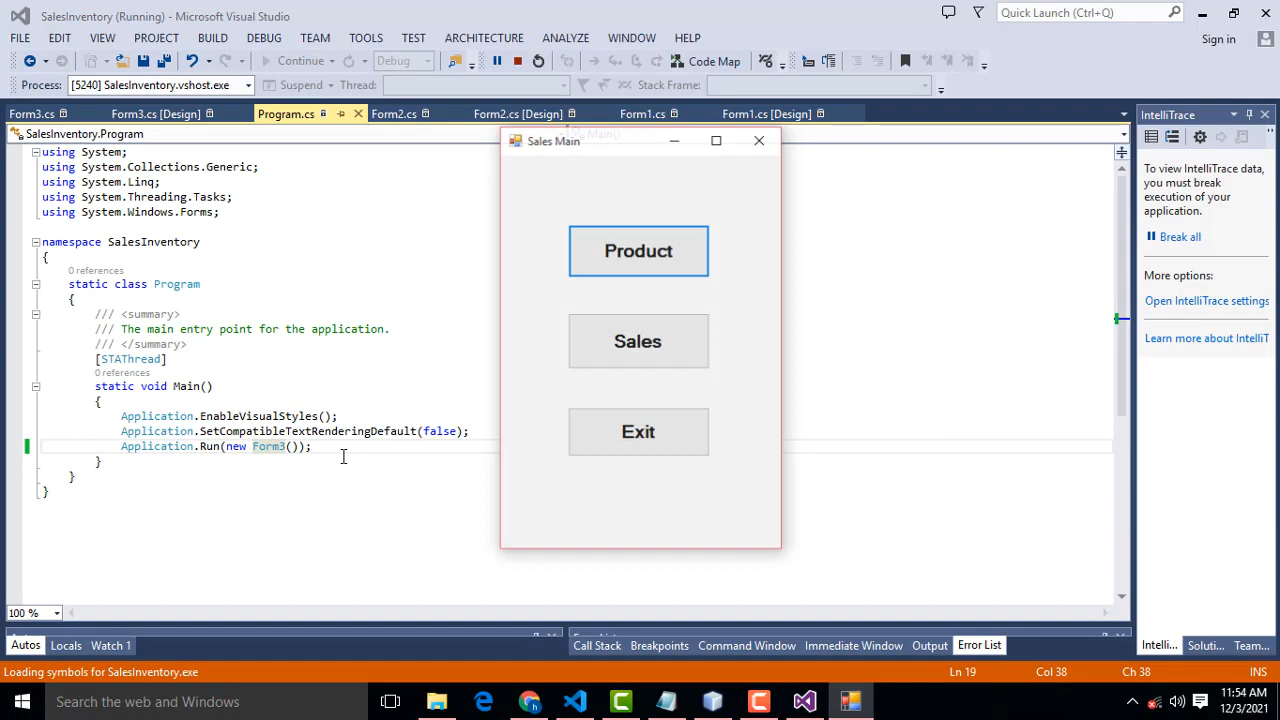 SalesInventory (Running) - Microsoft Visual Studio
Quick Launch (Ctrl+Q)
FILE EDIT VIEW PROJECT BUILD DEBUG TEAM TOOLS TEST ARCHITECTURE ANALYZE WINDOW HELP
Sign in
Continue Debug Code Map
Process: [5240] SalesInventory.vshost.exe Suspend Thread: Stack Frame:
Form3.cs Form3.cs [Design] Program.cs Form2.cs Form2.cs [Design] Form1.cs Form1.cs [Design]
IntelliTrace
SalesInventory.Program
Main()
using System;
using System.Collections.Generic;
using System.Linq;
using System.Threading.Tasks;
using System.Windows.Forms;
namespace SalesInventory
{
0 references
static class Program
{
/// <summary>
/// The main entry point for the application.
/// </summary>
[STAThread]
0 references
static void Main()
{
Application.EnableVisualStyles();
Application.SetCompatibleTextRenderingDefault(false);
Application.Run(new Form3());
}
}
}
Sales Main
Product
Sales
Exit
To view IntelliTrace data,
you must break
execution of your
application.
Break all
More options:
Open IntelliTrace settings
Learn more about IntelliT
100 %
Autos Locals Watch 1
Call Stack Breakpoints Command Window Immediate Window Output Error List
Intelli... Soluti... Team...
Loading symbols for SalesInventory.exe
Ln 19 Col 38 Ch 38 INS
Search the web and Windows
11:54 AM
12/3/2021